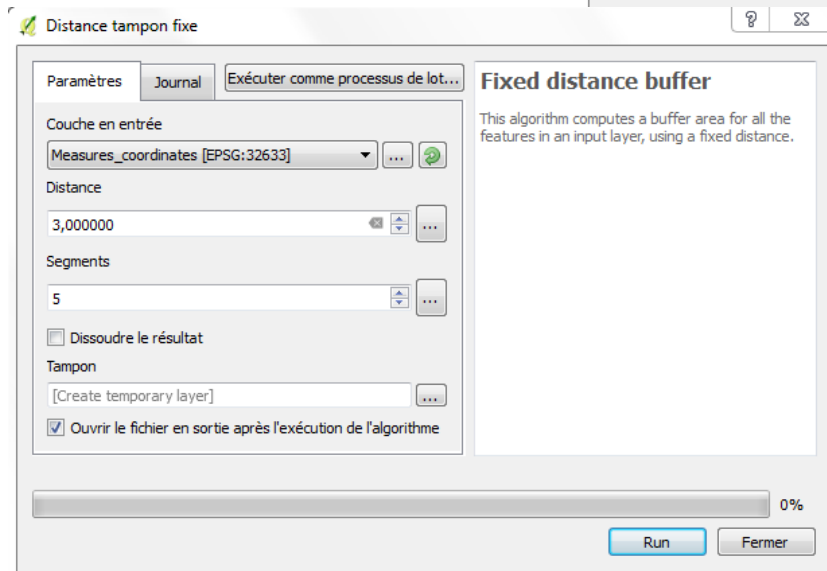 Distance tampon fixe
Paramètres
Journal
Exécuter comme processus de lot...
Couche en entrée
Measures_coordinates [EPSG:32633]
...
Distance
3,000000
...
Segments
5
...
Dissoudre le résultat
Tampon
[Create temporary layer]
...
Ouvrir le fichier en sortie après l'exécution de l'algorithme
Fixed distance buffer
This algorithm computes a buffer area for all the
features in an input layer, using a fixed distance.
0%
Run
Fermer